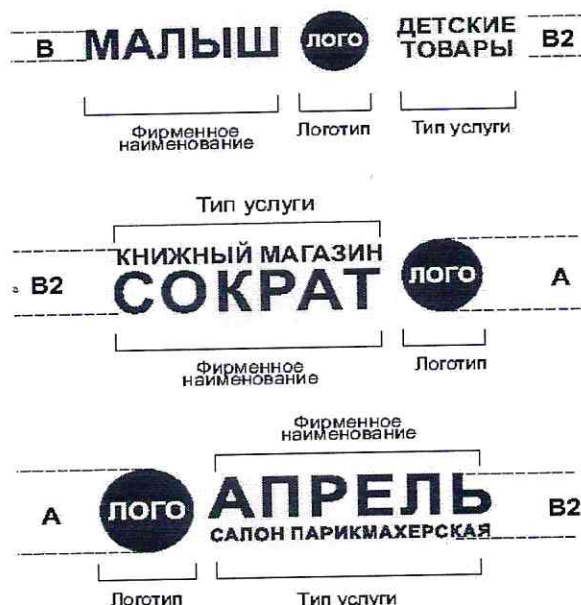 В МАЛЫШ ЛОГО ДЕТСКИЕ ТОВАРЫ В2
Фирменное наименование
Логотип
Тип услуги
Тип услуги
КНИЖНЫЙ МАГАЗИН
В2 СОКРАТ ЛОГО А
Фирменное наименование
Логотип
Фирменное наименование
А ЛОГО АПРЕЛЬ В2
САЛОН ПАРИКМАХЕРСКАЯ
Логотип
Тип услуги